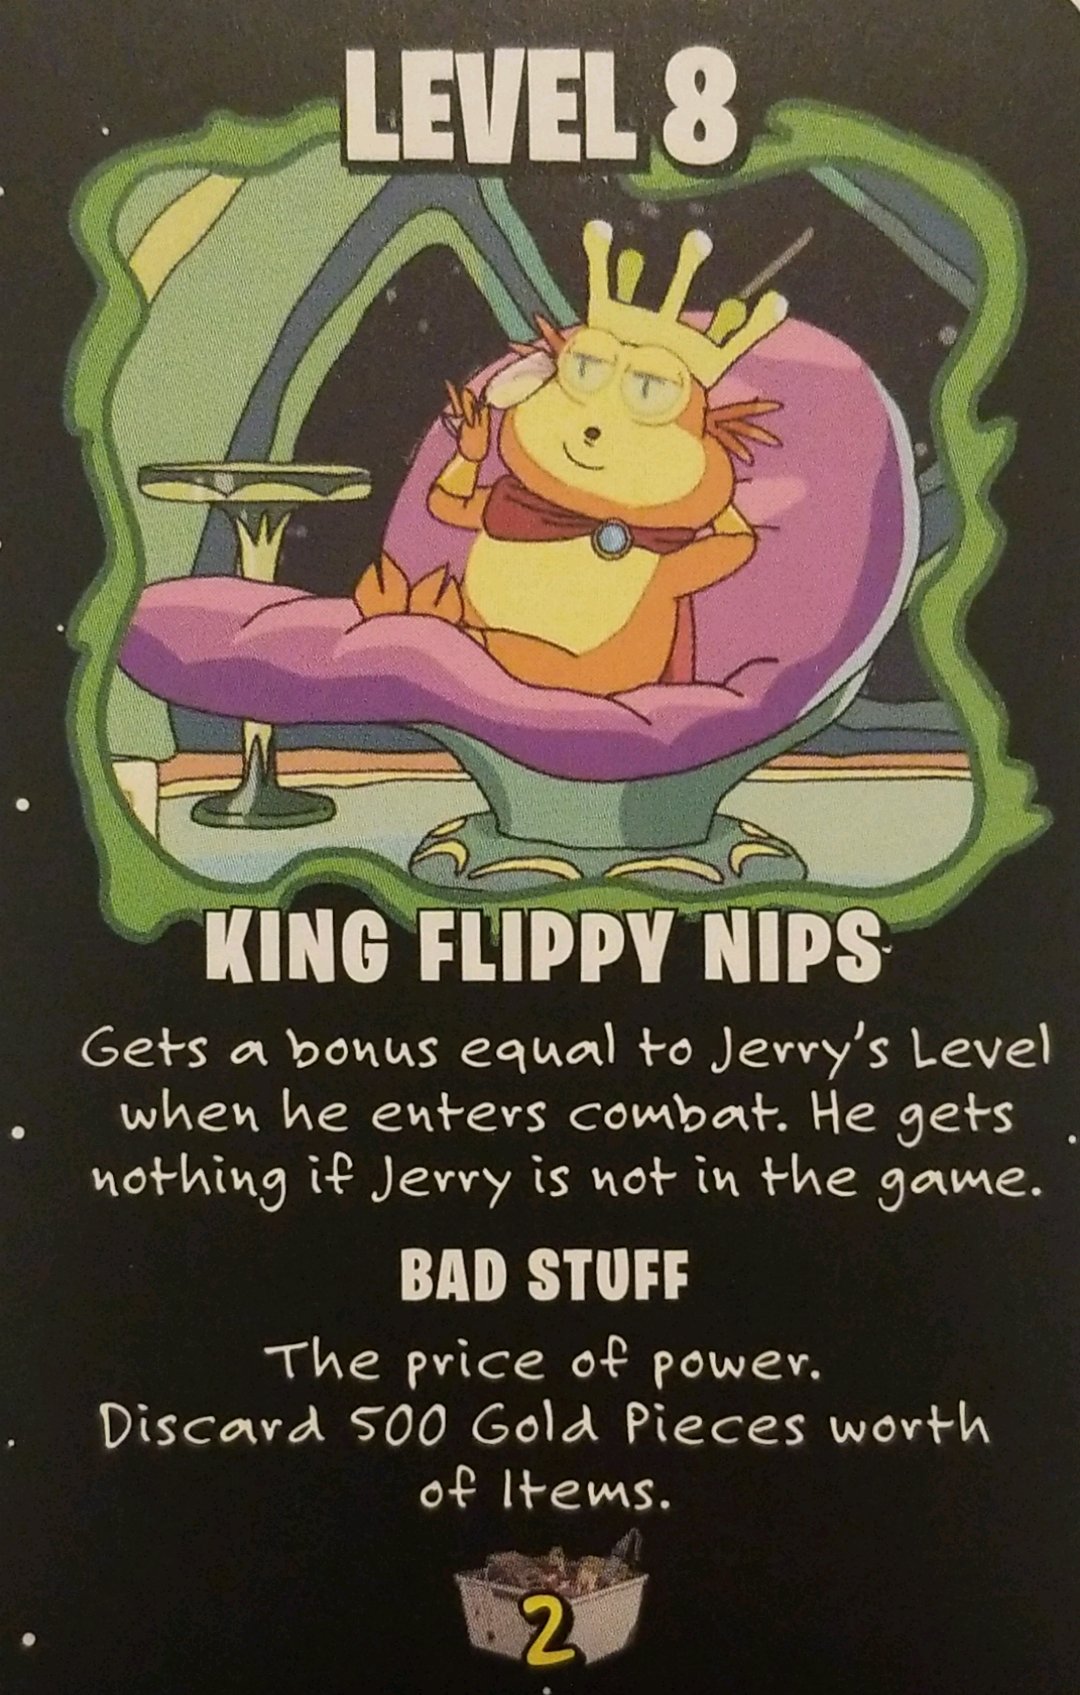 LEVEL 8
KING FLIPPY NIPS
Gets a bonus equal to Jerry's Level
when he enters combat. He gets
nothing if Jerry is not in the game.
BAD STUFF
The price of power.
Discard 500 Gold Pieces worth
of Items.
2